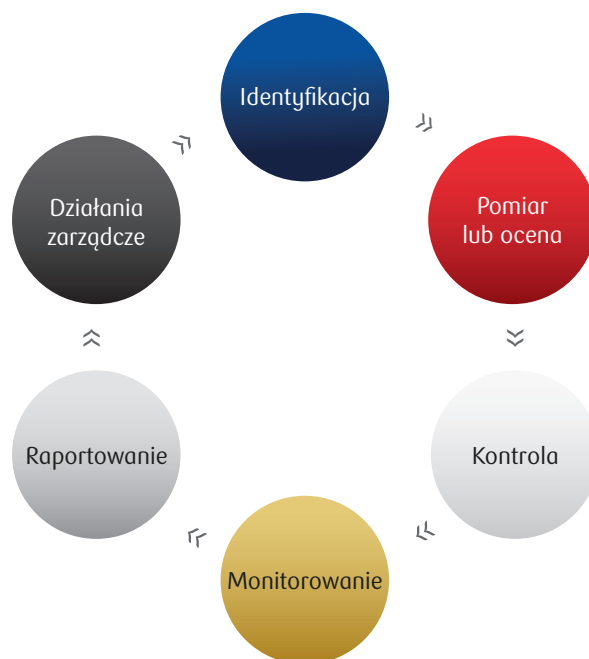 Identyfikacja
Pomiar
lub ocena
Kontrola
Monitorowanie
Raportowanie
Działania
zarządcze